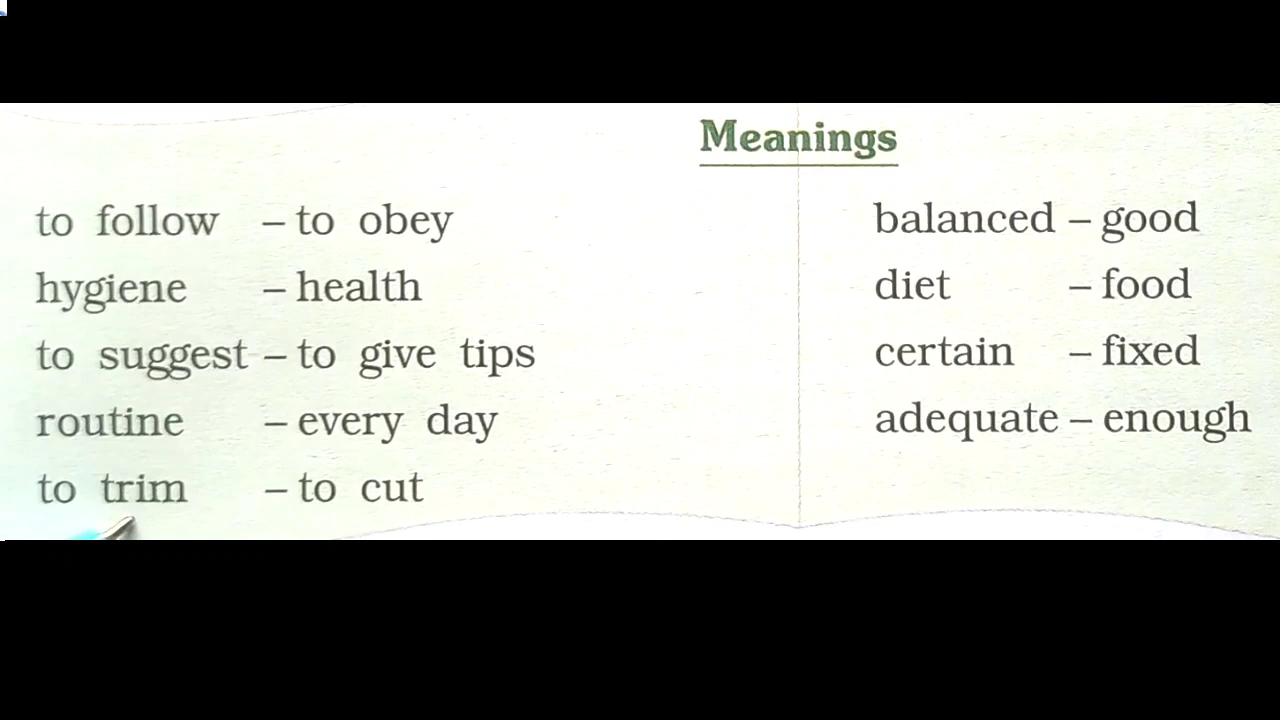 Meanings
to follow – to obey
hygiene – health
to suggest – to give tips
routine – every day
to trim – to cut
balanced – good
diet – food
certain – fixed
adequate – enough